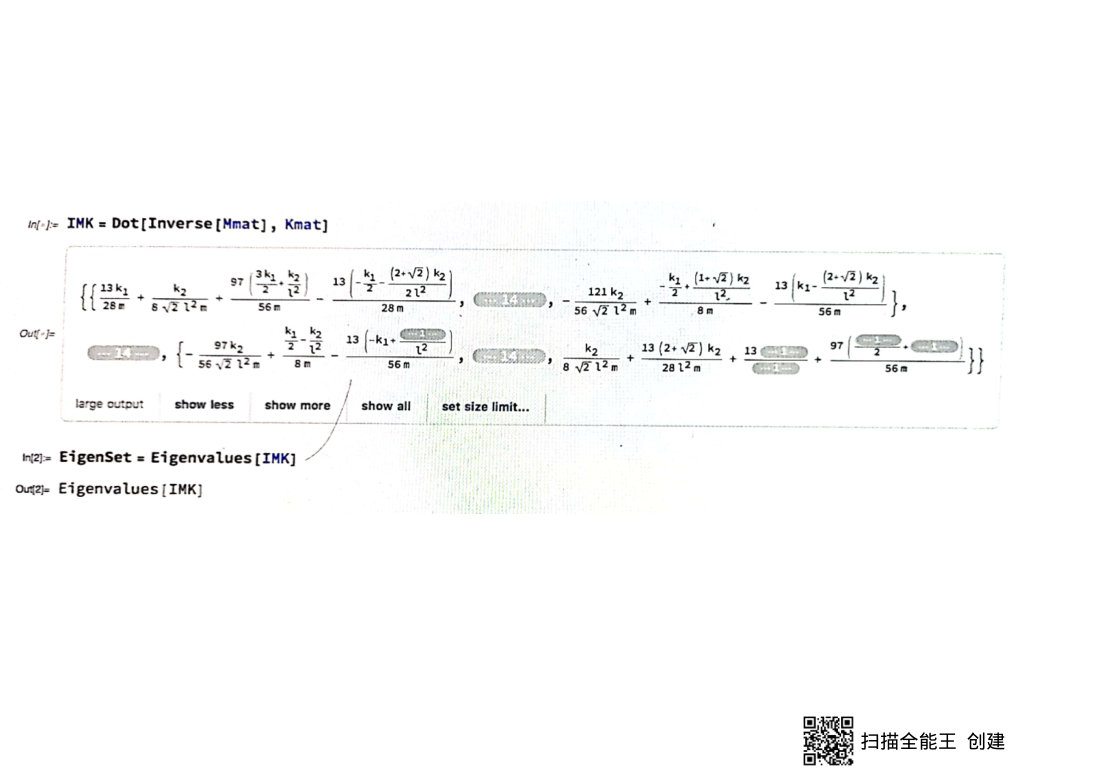 In[•]:= IMK = Dot[Inverse[Mmat], Kmat]
Out[•]=
{{13 k₁/(28 m) + k₂/(8 √2 l² m) + 97 (3 k₁/2 + k₂/l²)/(56 m) - 13 (-k₁/2 - (2+√2) k₂/(2 l²))/(28 m), ... 14 ..., -121 k₂/(56 √2 l² m) + (-k₁/2 + (1+√2) k₂/l²)/(8 m) - 13 (k₁ - (2+√2) k₂/l²)/(56 m)},
... 14 ..., {-97 k₂/(56 √2 l² m) + (k₁/2 - k₂/l²)/(8 m) - 13 (-k₁ + ... 1 .../l²)/(56 m), ... 14 ..., k₂/(8 √2 l² m) + 13 (2+√2) k₂/(28 l² m) + 13 ... 1 .../... 1 ... + 97 (... 1 .../2 + ... 1 ...)/(56 m)}}
large output show less show more show all set size limit...
In[2]:= EigenSet = Eigenvalues[IMK]
Out[2]= Eigenvalues[IMK]
扫描全能王 创建